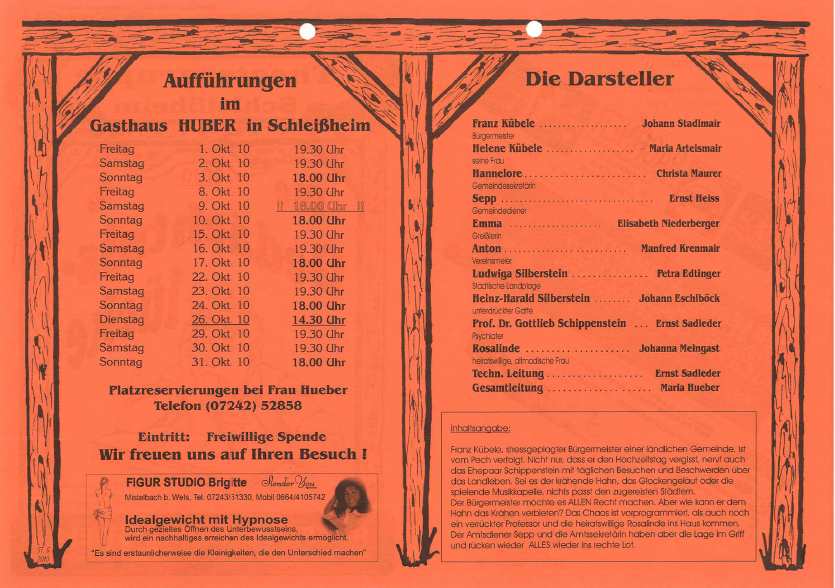 Aufführungen
im
Gasthaus HUBER in Schleißheim
Freitag 1. Okt. 10 19.30 Uhr
Samstag 2. Okt. 10 19.30 Uhr
Sonntag 3. Okt. 10 18.00 Uhr
Freitag 8. Okt. 10 19.30 Uhr
Samstag 9. Okt. 10 !! 18.00 Uhr !!
Sonntag 10. Okt. 10 18.00 Uhr
Freitag 15. Okt. 10 19.30 Uhr
Samstag 16. Okt. 10 19.30 Uhr
Sonntag 17. Okt. 10 18.00 Uhr
Freitag 22. Okt. 10 19.30 Uhr
Samstag 23. Okt. 10 19.30 Uhr
Sonntag 24. Okt. 10 18.00 Uhr
Dienstag 26. Okt. 10 14.30 Uhr
Freitag 29. Okt. 10 19.30 Uhr
Samstag 30. Okt. 10 19.30 Uhr
Sonntag 31. Okt. 10 18.00 Uhr
Platzreservierungen bei Frau Hueber
Telefon (07242) 52858
Eintritt: Freiwillige Spende
Wir freuen uns auf Ihren Besuch !
FIGUR STUDIO Brigitte Slender You
Mistelbach b. Wels, Tel. 07243/51330, Mobil 0664/4105742
Idealgewicht mit Hypnose
Durch gezieltes Öffnen des Unterbewusstseins,
wird ein nachhaltiges erreichen des Idealgewichts ermöglicht.
"Es sind erstaunlicherweise die Kleinigkeiten, die den Unterschied machen"
Die Darsteller
Franz Kübele .................. Johann Stadlmair
Bürgermeister
Helene Kübele ................. Maria Artelsmair
seine Frau
Hannelore .......................... Christa Maurer
Gemeindesekretärin
Sepp ............................... Ernst Heiss
Gemeindediener
Emma ................... Elisabeth Niederberger
Greißlerin
Anton ......................... Manfred Krenmair
Vereinsmeier
Ludwiga Silberstein ............... Petra Edtinger
Städtische Landplage
Heinz-Harald Silberstein ....... Johann Eschlböck
unterdrückter Gatte
Prof. Dr. Gottlieb Schippenstein ... Ernst Sadleder
Psychiater
Rosalinde ..................... Johanna Meingast
heiratswillige, altmodische Frau
Techn. Leitung ...................... Ernst Sadleder
Gesamtleitung ..................... Maria Hueber
Inhaltsangabe:
Franz Kübele, stressgeplagter Bürgermeister einer ländlichen Gemeinde, ist
vom Pech verfolgt. Nicht nur, dass er den Hochzeitstag vergisst, nervt auch
das Ehepaar Schippenstein mit täglichen Besuchen und Beschwerden über
das Landleben. Sei es der krähende Hahn, das Glockengeläut oder die
spielende Musikkapelle, nichts passt den zugereisten Städtern.
Der Bürgermeister möchte es ALLEN Recht machen. Aber wie kann er dem
Hahn das Krähen verbieten? Das Chaos ist vorprogrammiert, als auch noch
ein verrückter Professor und die heiratswillige Rosalinde ins Haus kommen.
Der Amtsdiener Sepp und die Amtssekretärin haben aber die Lage im Griff
und rücken wieder ALLES wieder ins rechte Lot.